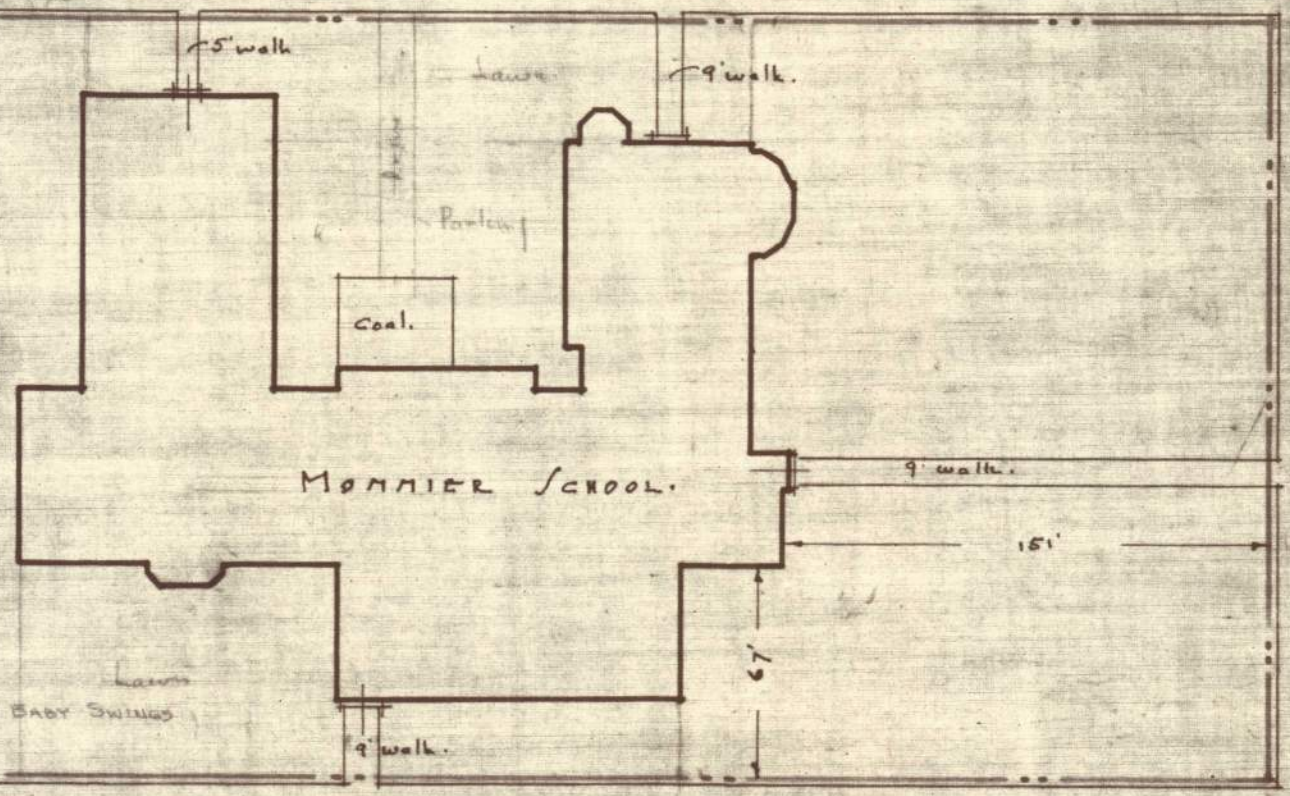 5' walk
Lawn.
9' walk.
Parking
Coal.
MOMMIER SCHOOL.
9' walk.
151'
67'
Lawn
BABY SWINGS
9' walk.